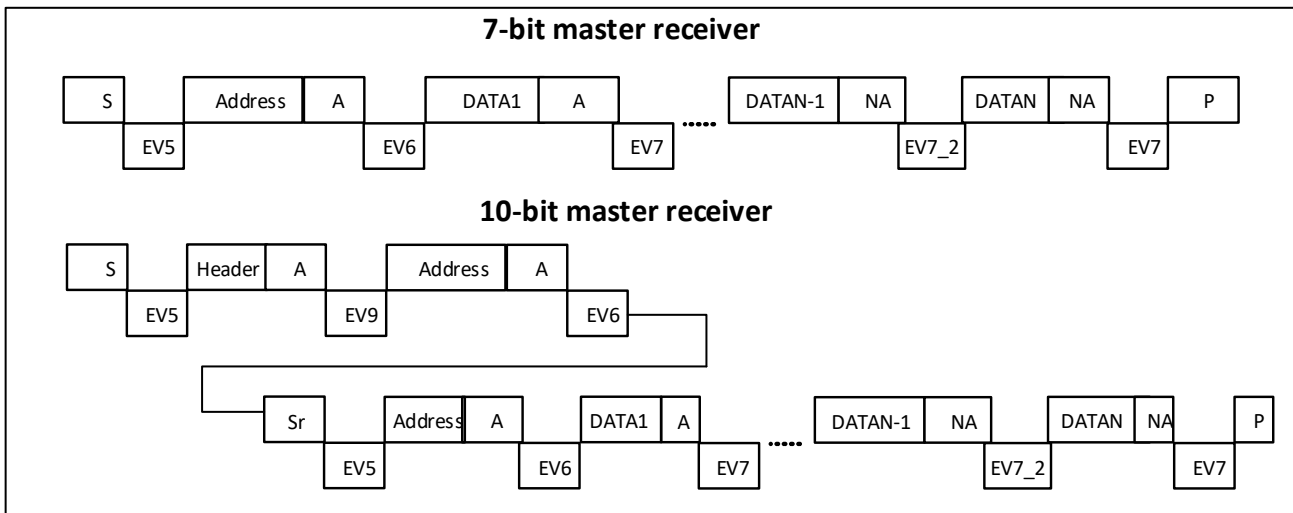 7-bit master receiver
S Address A DATA1 A ..... DATAN-1 NA DATAN NA P
EV5 EV6 EV7 EV7_2 EV7
10-bit master receiver
S Header A Address A
EV5 EV9 EV6
Sr Address A DATA1 A ..... DATAN-1 NA DATAN NA P
EV5 EV6 EV7 EV7_2 EV7